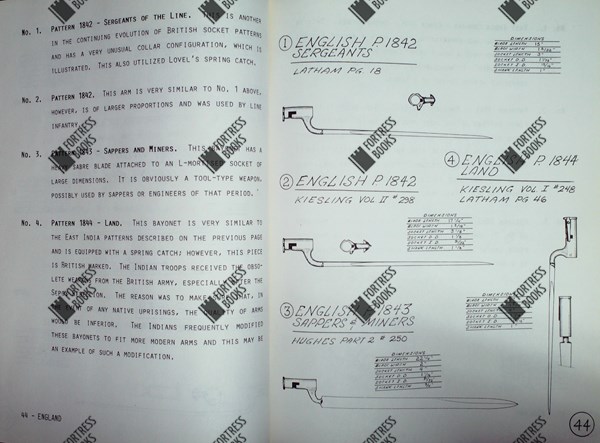 No. 1. Pattern 1842 - Sergeants of the Line. This is another
in the continuing evolution of British socket patterns
and has a very unusual collar configuration, which is
illustrated. This also utilized Lovel's spring catch.
No. 2. Pattern 1842. This arm is very similar to No. 1 above,
however, is of larger proportions and was used by line
infantry.
No. 3. Pattern 1843 - Sappers and Miners. This has a
sabre blade attached to an L-mortised socket of
large dimensions. It is obviously a tool-type weapon,
possibly used by sappers or engineers of that period.
No. 4. Pattern 1844 - Land. This bayonet is very similar to
the East India patterns described on the previous page
and is equipped with a spring catch; however, this piece
is British marked. The Indian troops received the obso-
lete from the British Army, especially after the
Sepoy. The reason was to make that, in
the event of any native uprisings, the quality of arms
would be inferior. The Indians frequently modified
these bayonets to fit more modern arms and this may be
an example of such a modification.
44 - ENGLAND
① ENGLISH P. 1842
SERGEANTS
LATHAM PG 18
DIMENSIONS
② ENGLISH P 1842
KIESLING VOL II # 298
DIMENSIONS
③ ENGLISH P 1843
SAPPERS & MINERS
HUGHES PART 2 # 250
DIMENSIONS
④ ENGLISH P. 1844
LAND
KIESLING VOL I #248
LATHAM PG 46
DIMENSIONS
44
FORTRESS BOOKS